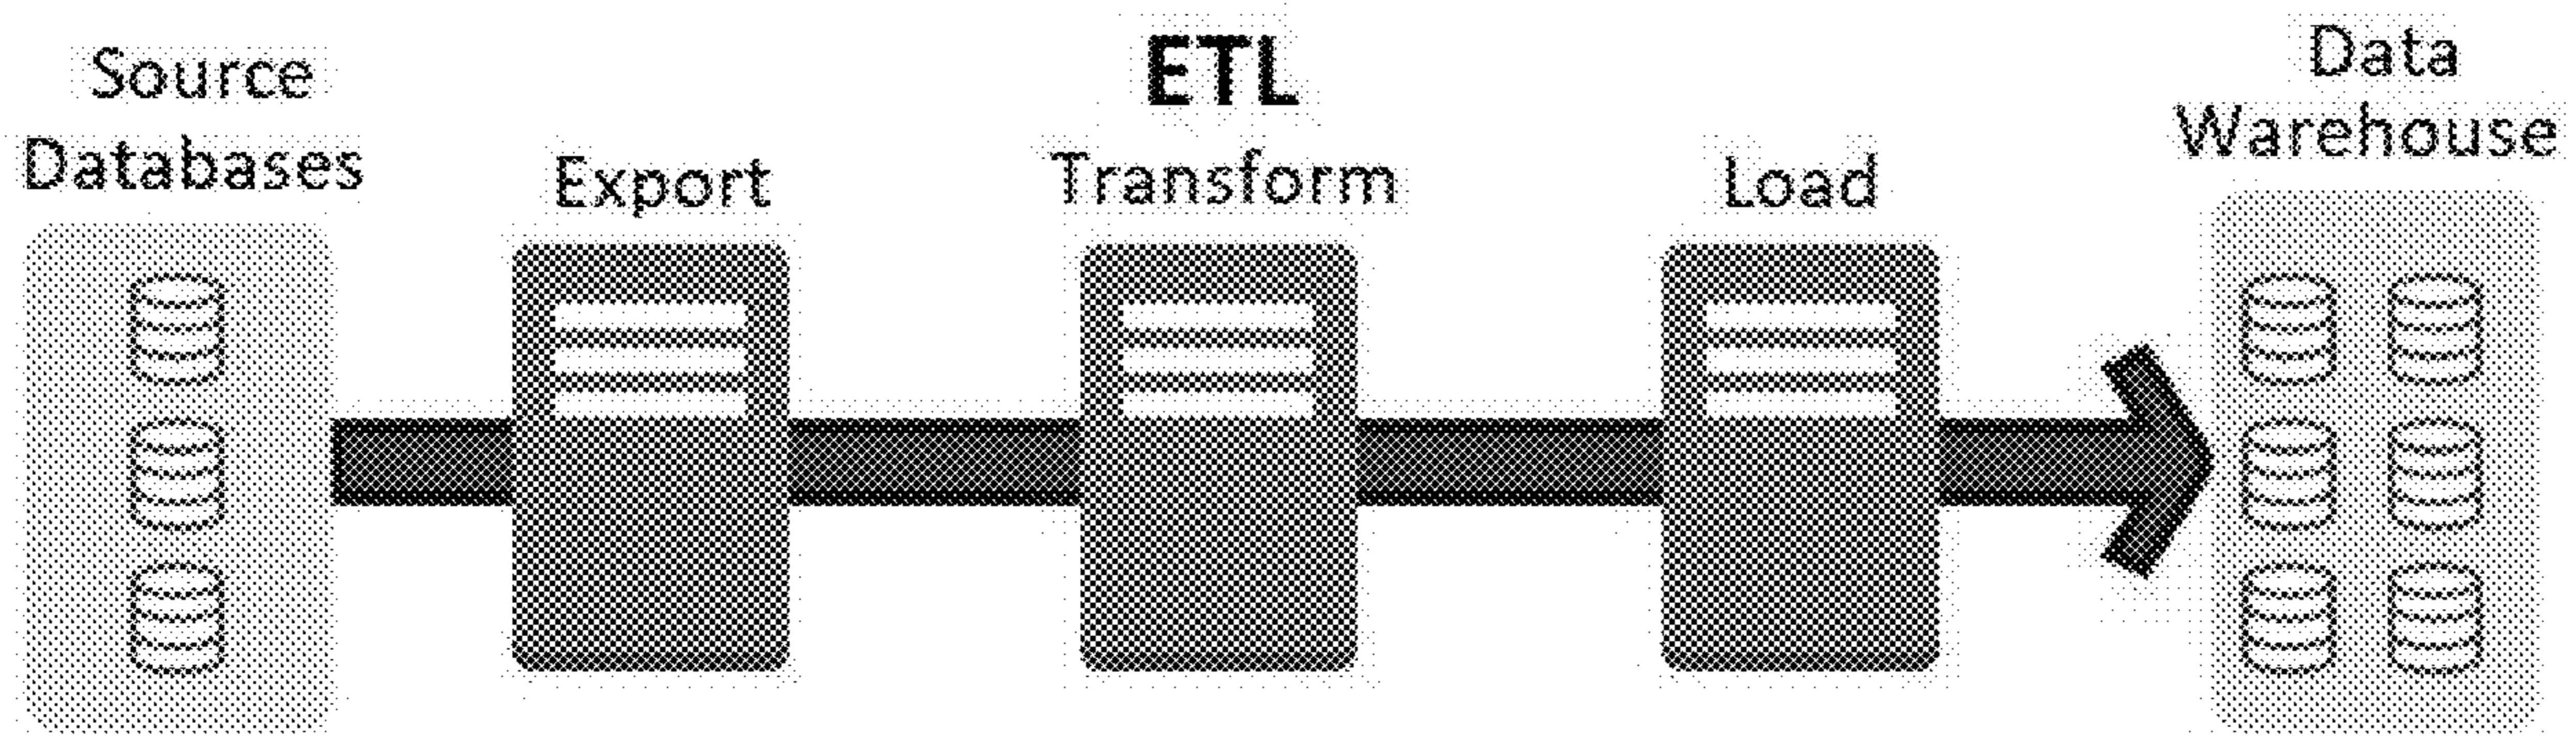 Source
Databases
Export
ETL
Transform
Load
Data
Warehouse